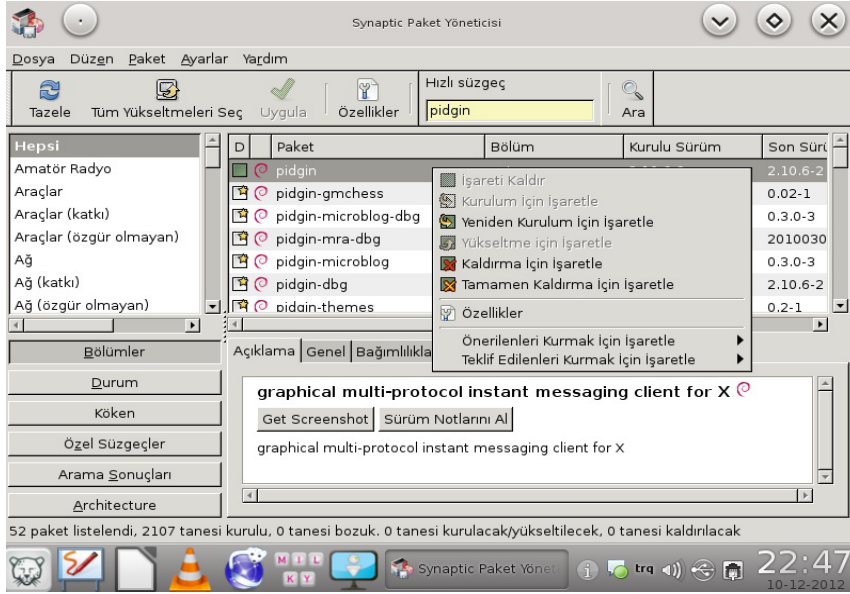 Synaptic Paket Yöneticisi
Dosya Düzen Paket Ayarlar Yardım
Tazele Tüm Yükseltmeleri Seç Uygula Özellikler
Hızlı süzgeç
pidgin
Ara
Hepsi
Amatör Radyo
Araçlar
Araçlar (katkı)
Araçlar (özgür olmayan)
Ağ
Ağ (katkı)
Ağ (özgür olmayan)
Bölümler
Durum
Köken
Özel Süzgeçler
Arama Sonuçları
Architecture
D Paket Bölüm Kurulu Sürüm Son Sürü
pidgin 2.10.6-2
pidgin-gmchess 0.02-1
pidgin-microblog-dbg 0.3.0-3
pidgin-mra-dbg 2010030
pidgin-microblog 0.3.0-3
pidgin-dbg 2.10.6-2
pidgin-themes 0.2-1
İşareti Kaldır
Kurulum İçin İşaretle
Yeniden Kurulum İçin İşaretle
Yükseltme için İşaretle
Kaldırma İçin İşaretle
Tamamen Kaldırma İçin İşaretle
Özellikler
Önerilenleri Kurmak İçin İşaretle
Teklif Edilenleri Kurmak İçin İşaretle
Açıklama Genel Bağımlılıkla
graphical multi-protocol instant messaging client for X
Get Screenshot Sürüm Notlarını Al
graphical multi-protocol instant messaging client for X
52 paket listelendi, 2107 tanesi kurulu, 0 tanesi bozuk. 0 tanesi kurulacak/yükseltilecek, 0 tanesi kaldırılacak
M I L
K Y
Synaptic Paket Yönet
trq
22:47
10-12-2012